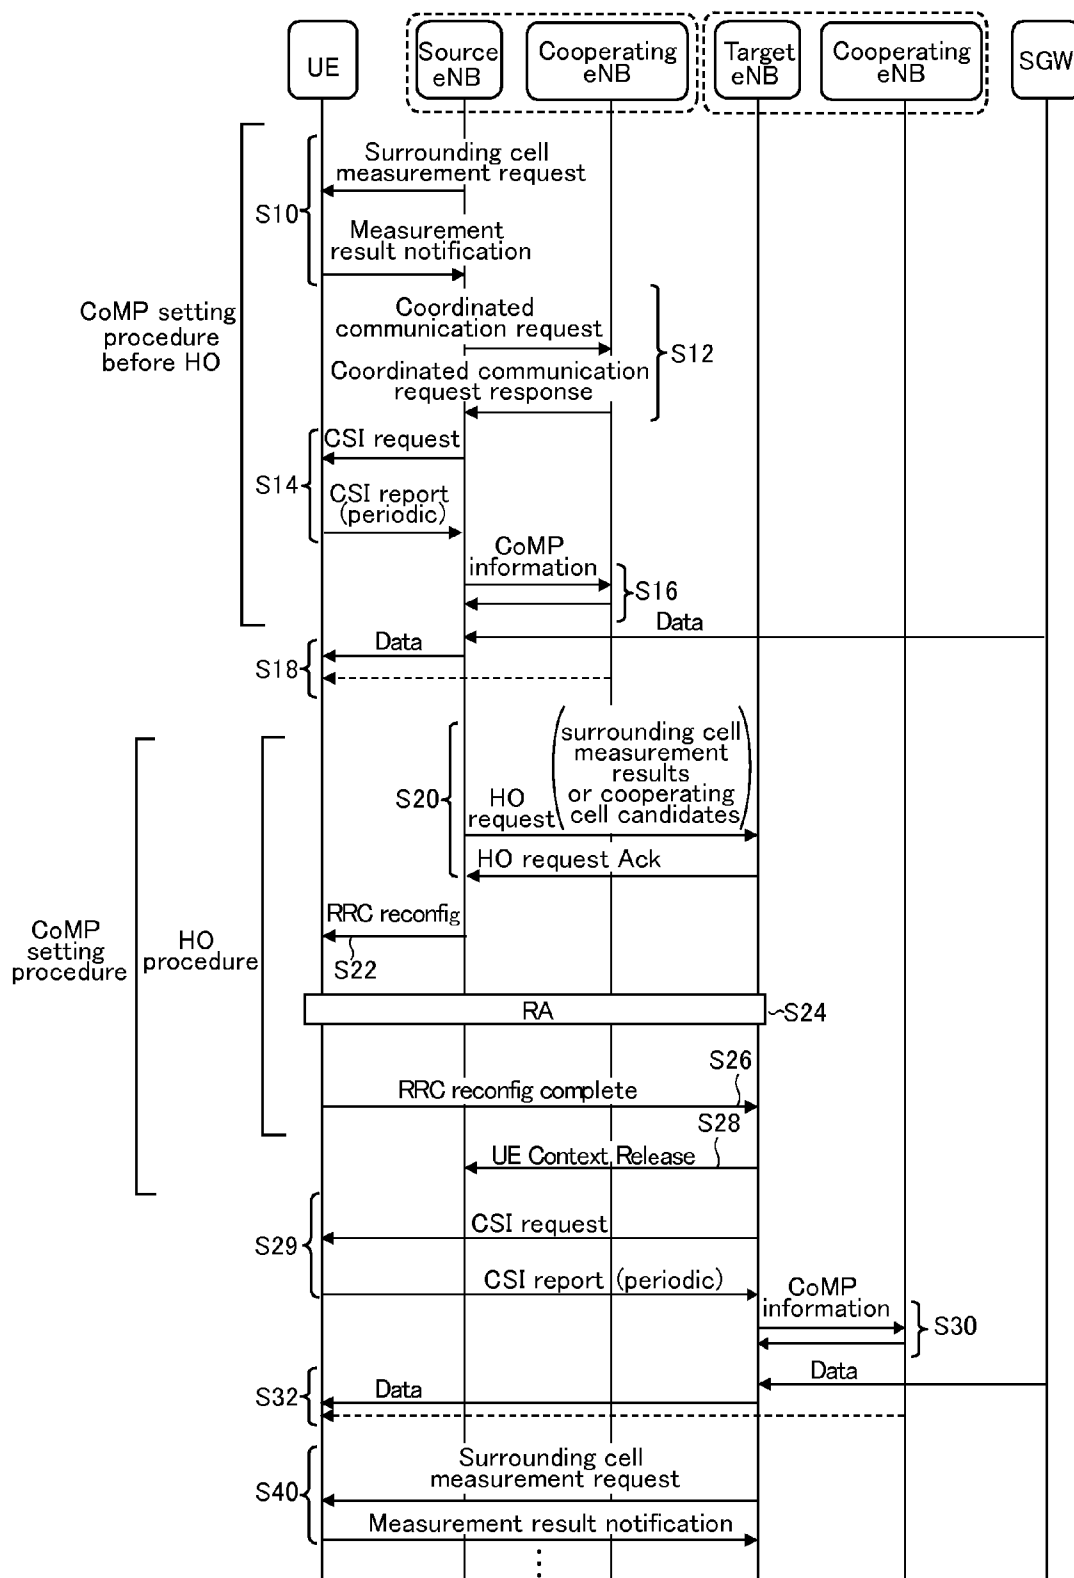 UE
Source
eNB
Cooperating
eNB
Target
eNB
Cooperating
eNB
SGW
Surrounding cell
measurement request
S10
Measurement
result notification
CoMP setting
procedure
before HO
Coordinated
communication request
S12
Coordinated communication
request response
CSI request
S14
CSI report
(periodic)
CoMP
information
S16
Data
Data
S18
(surrounding cell
measurement
results
or cooperating
cell candidates)
S20
HO
request
HO request Ack
RRC reconfig
S22
CoMP
setting
procedure
HO
procedure
RA
S24
S26
RRC reconfig complete
S28
UE Context Release
CSI request
S29
CSI report (periodic)
CoMP
information
S30
Data
Data
S32
Surrounding cell
measurement request
S40
Measurement result notification